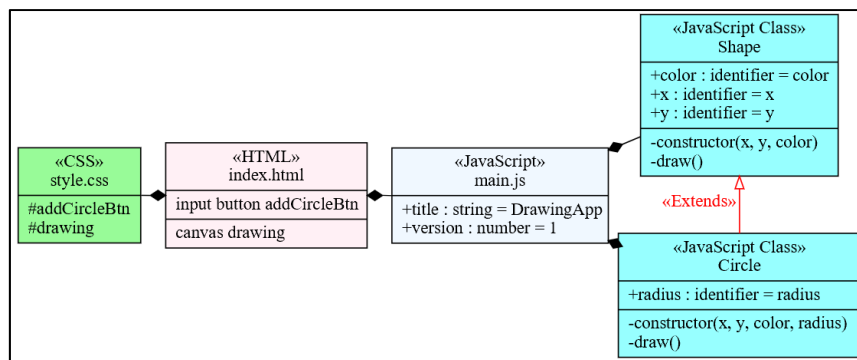 «CSS»
style.css
#addCircleBtn
#drawing
«HTML»
index.html
input button addCircleBtn
canvas drawing
«JavaScript»
main.js
+title : string = DrawingApp
+version : number = 1
«JavaScript Class»
Shape
+color : identifier = color
+x : identifier = x
+y : identifier = y
-constructor(x, y, color)
-draw()
«Extends»
«JavaScript Class»
Circle
+radius : identifier = radius
-constructor(x, y, color, radius)
-draw()